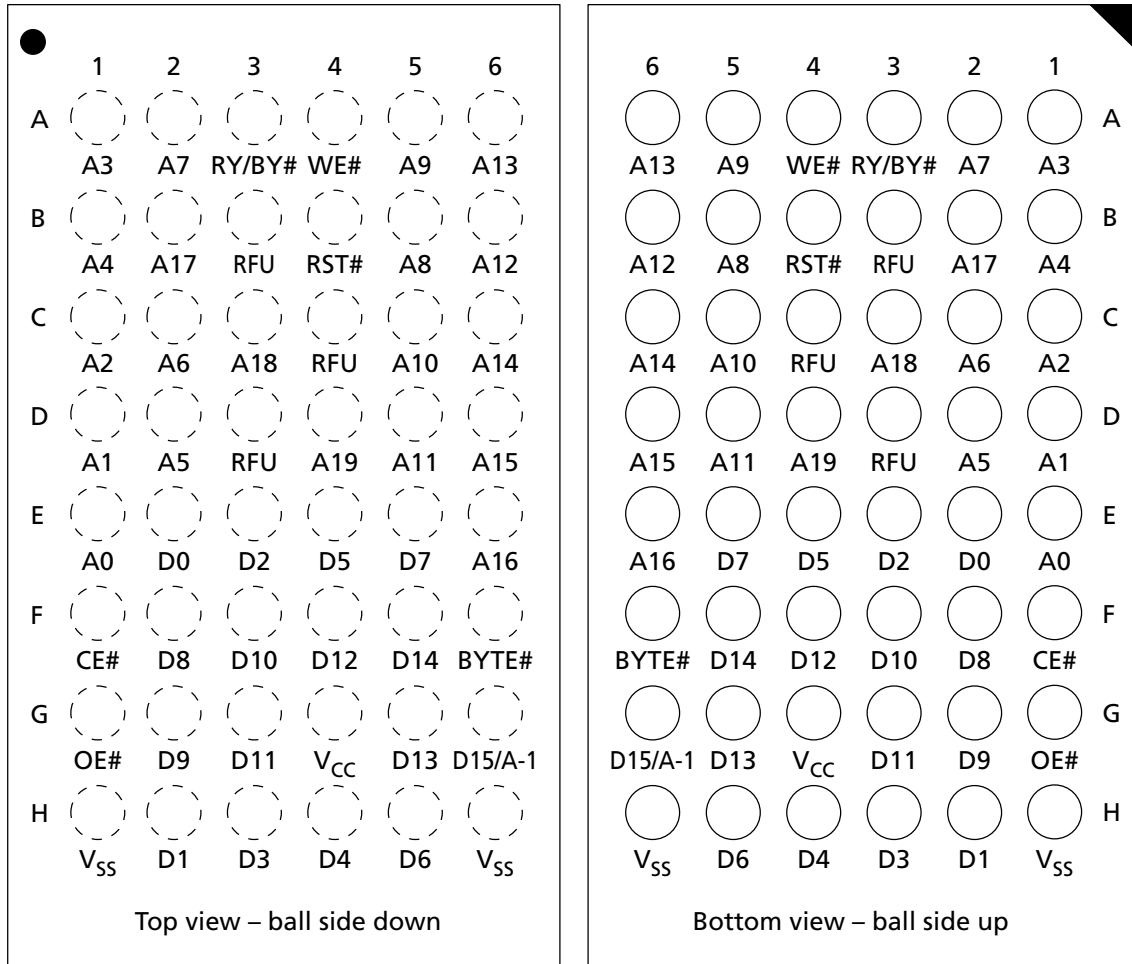 1 2 3 4 5 6
A
A3 A7 RY/BY# WE# A9 A13
B
A4 A17 RFU RST# A8 A12
C
A2 A6 A18 RFU A10 A14
D
A1 A5 RFU A19 A11 A15
E
A0 D0 D2 D5 D7 A16
F
CE# D8 D10 D12 D14 BYTE#
G
OE# D9 D11 VCC D13 D15/A-1
H
VSS D1 D3 D4 D6 VSS
Top view – ball side down
6 5 4 3 2 1
A
A13 A9 WE# RY/BY# A7 A3
B
A12 A8 RST# RFU A17 A4
C
A14 A10 RFU A18 A6 A2
D
A15 A11 A19 RFU A5 A1
E
A16 D7 D5 D2 D0 A0
F
BYTE# D14 D12 D10 D8 CE#
G
D15/A-1 D13 VCC D11 D9 OE#
H
VSS D6 D4 D3 D1 VSS
Bottom view – ball side up